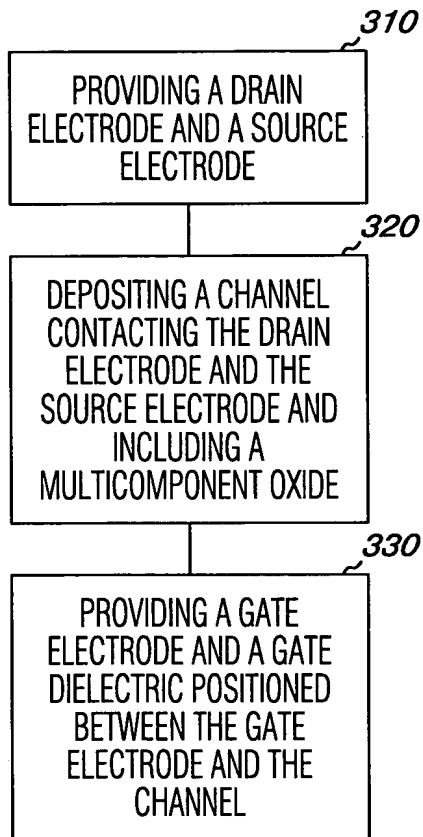 310
PROVIDING A DRAIN
ELECTRODE AND A SOURCE
ELECTRODE
320
DEPOSITING A CHANNEL
CONTACTING THE DRAIN
ELECTRODE AND THE
SOURCE ELECTRODE AND
INCLUDING A
MULTICOMPONENT OXIDE
330
PROVIDING A GATE
ELECTRODE AND A GATE
DIELECTRIC POSITIONED
BETWEEN THE GATE
ELECTRODE AND THE
CHANNEL